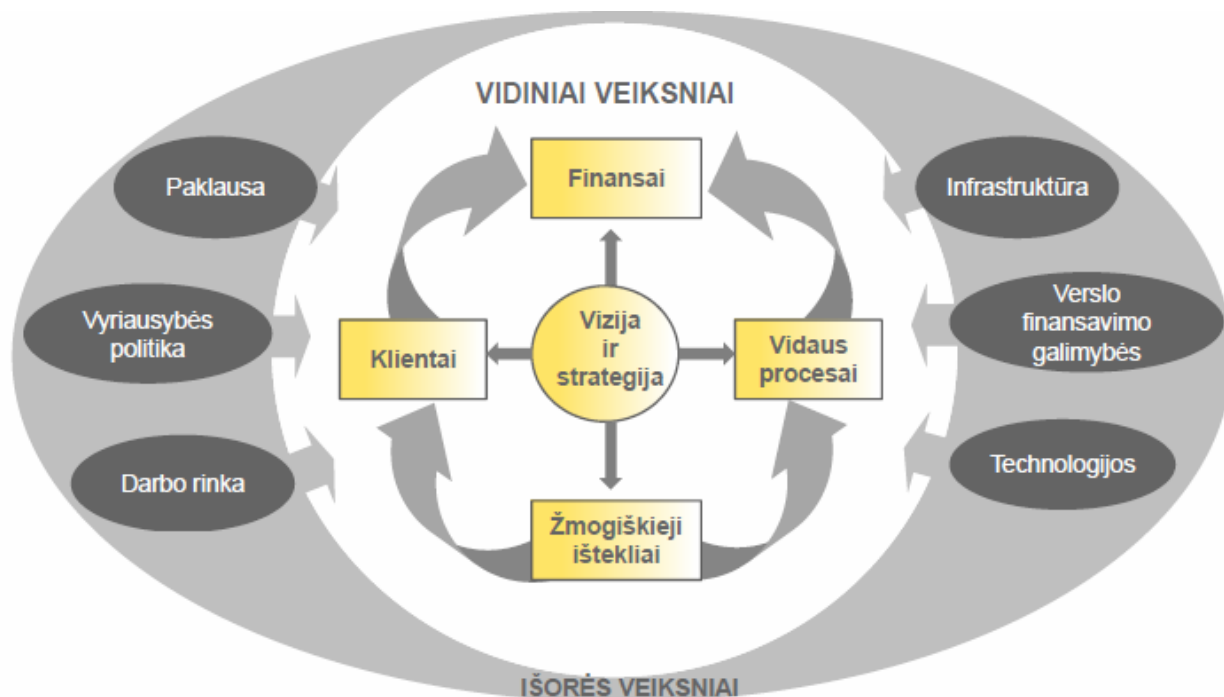 VIDINIAI VEIKSNIAI
Paklausa
Finansai
Infrastruktūra
Vyriausybės
politika
Klientai
Vizija
ir
strategija
Vidaus
procesai
Verslo
finansavimo
galimybės
Darbo rinka
Žmogiškieji
ištekliai
Technologijos
IŠORĖS VEIKSNIAI